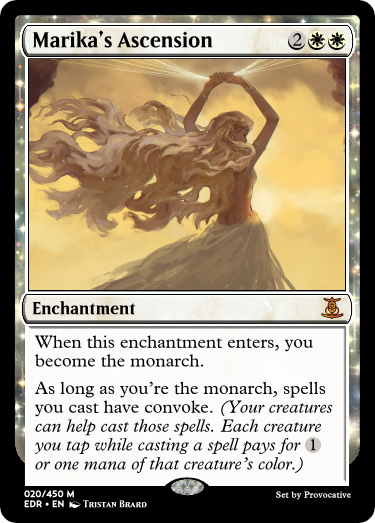 Marika's Ascension 2
Enchantment
When this enchantment enters, you
become the monarch.
As long as you're the monarch, spells
you cast have convoke. (Your creatures
can help cast those spells. Each creature
you tap while casting a spell pays for 1
or one mana of that creature's color.)
020/450 M
EDR • EN Tristan Brard
Set by Provocative